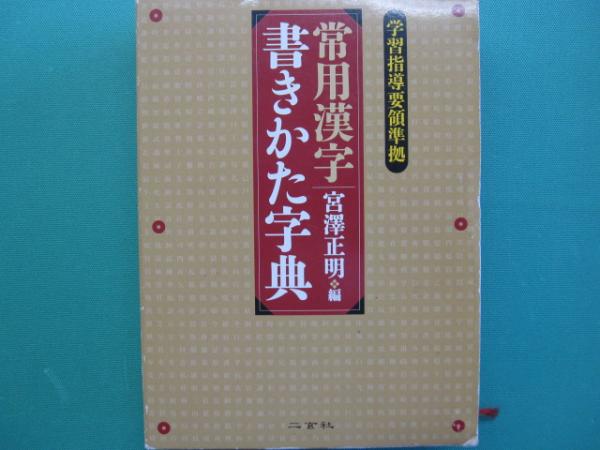 学習指導要領準拠
常用漢字
書きかた字典
宮澤正明※編
二玄社